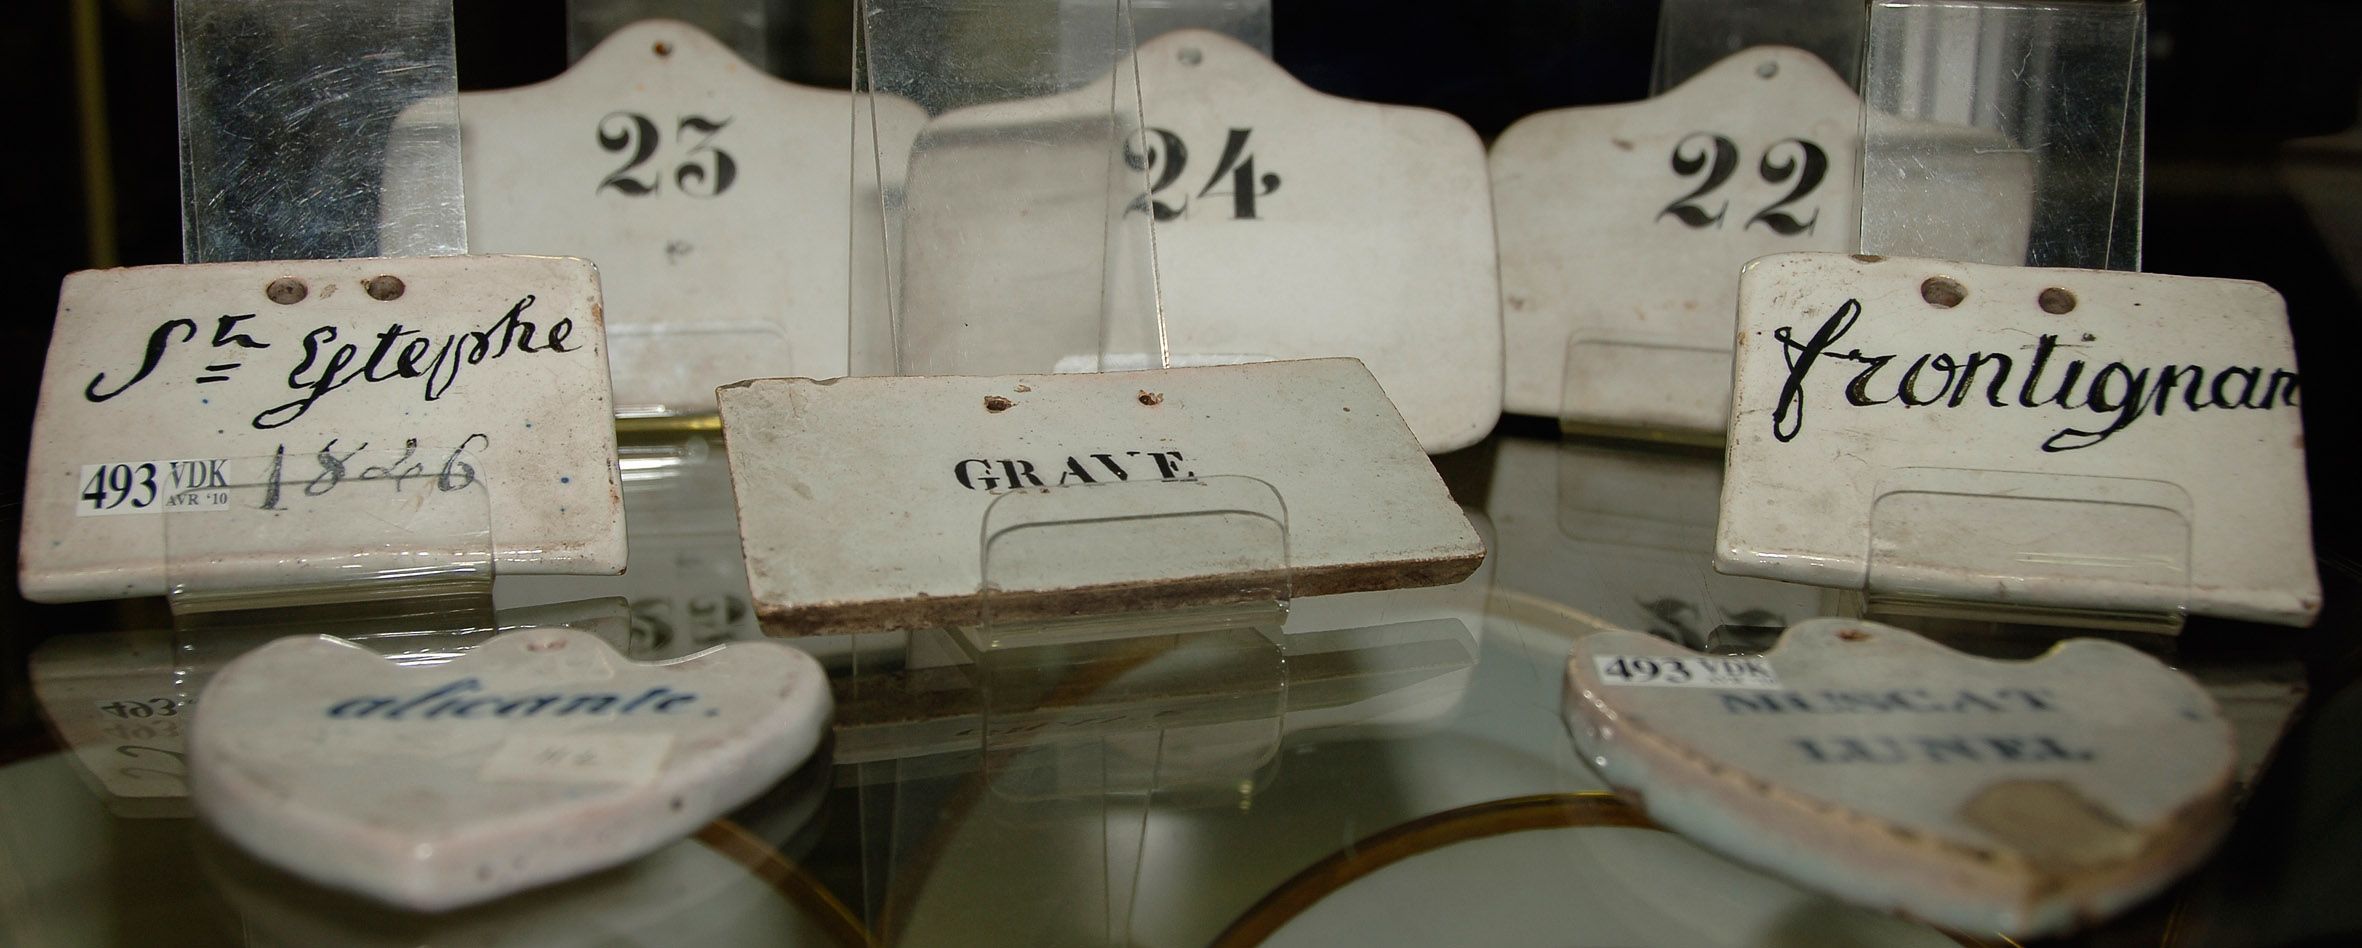 23
24
22
St= Estephe
1846
493 VDK
AVR '10
GRAVE
frontignan
alicante.
493 VDK
MUSCAT
LUNEL